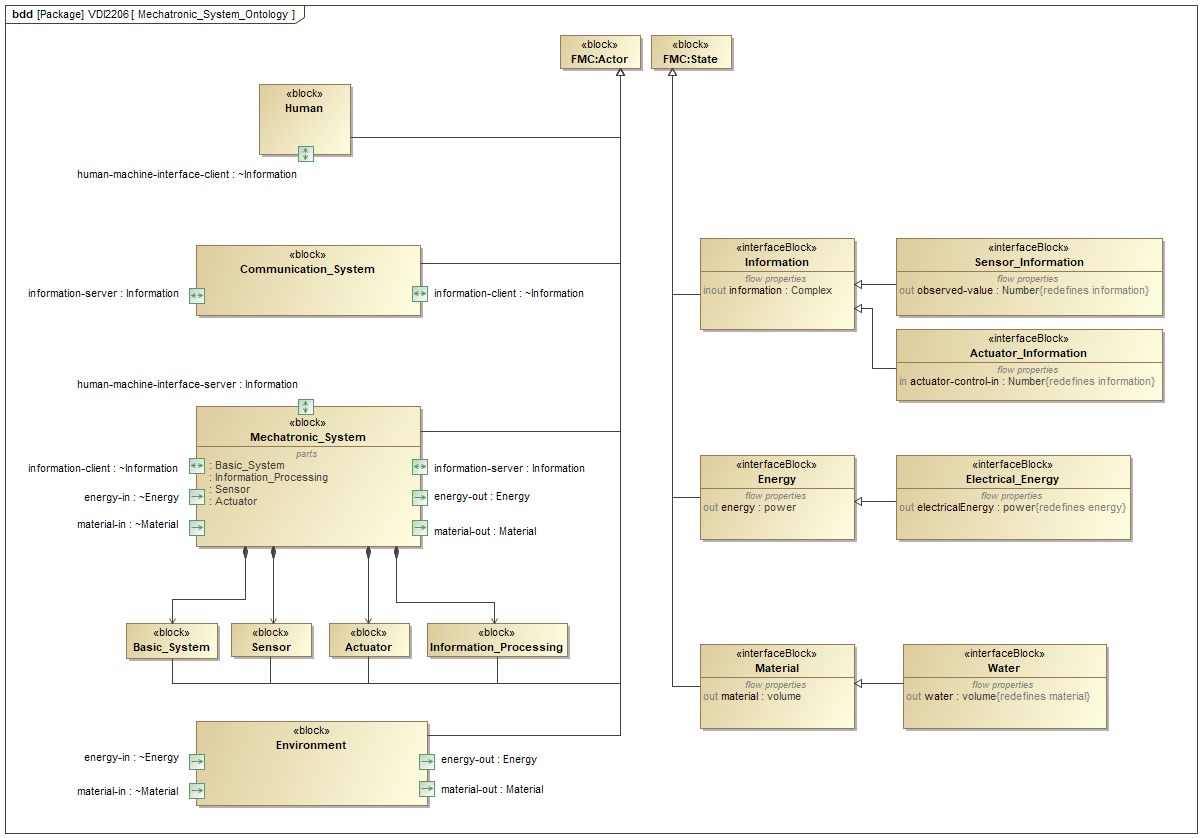 bdd [Package] VDI2206 [ Mechatronic_System_Ontology ]
«block»
FMC:Actor
«block»
FMC:State
«block»
Human
human-machine-interface-client : ~Information
«block»
Communication_System
information-server : Information
information-client : ~Information
human-machine-interface-server : Information
«block»
Mechatronic_System
parts
: Basic_System
: Information_Processing
: Sensor
: Actuator
information-client : ~Information
energy-in : ~Energy
material-in : ~Material
information-server : Information
energy-out : Energy
material-out : Material
«block»
Basic_System
«block»
Sensor
«block»
Actuator
«block»
Information_Processing
«block»
Environment
energy-in : ~Energy
material-in : ~Material
energy-out : Energy
material-out : Material
«interfaceBlock»
Information
flow properties
inout information : Complex
«interfaceBlock»
Sensor_Information
flow properties
out observed-value : Number{redefines information}
«interfaceBlock»
Actuator_Information
flow properties
in actuator-control-in : Number{redefines information}
«interfaceBlock»
Energy
flow properties
out energy : power
«interfaceBlock»
Electrical_Energy
flow properties
out electricalEnergy : power{redefines energy}
«interfaceBlock»
Material
flow properties
out material : volume
«interfaceBlock»
Water
flow properties
out water : volume{redefines material}